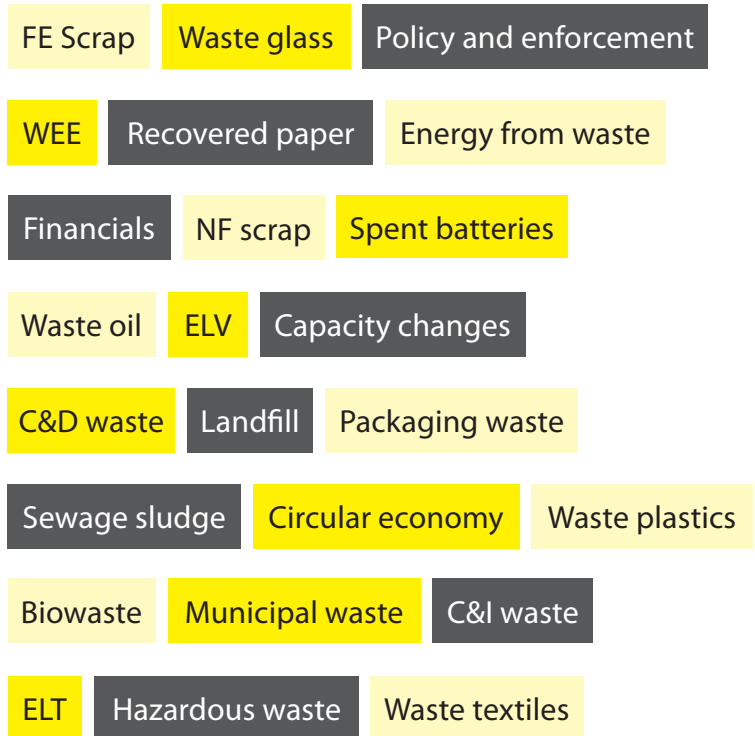 FE Scrap Waste glass Policy and enforcement
WEE Recovered paper Energy from waste
Financials NF scrap Spent batteries
Waste oil ELV Capacity changes
C&D waste Landfill Packaging waste
Sewage sludge Circular economy Waste plastics
Biowaste Municipal waste C&I waste
ELT Hazardous waste Waste textiles